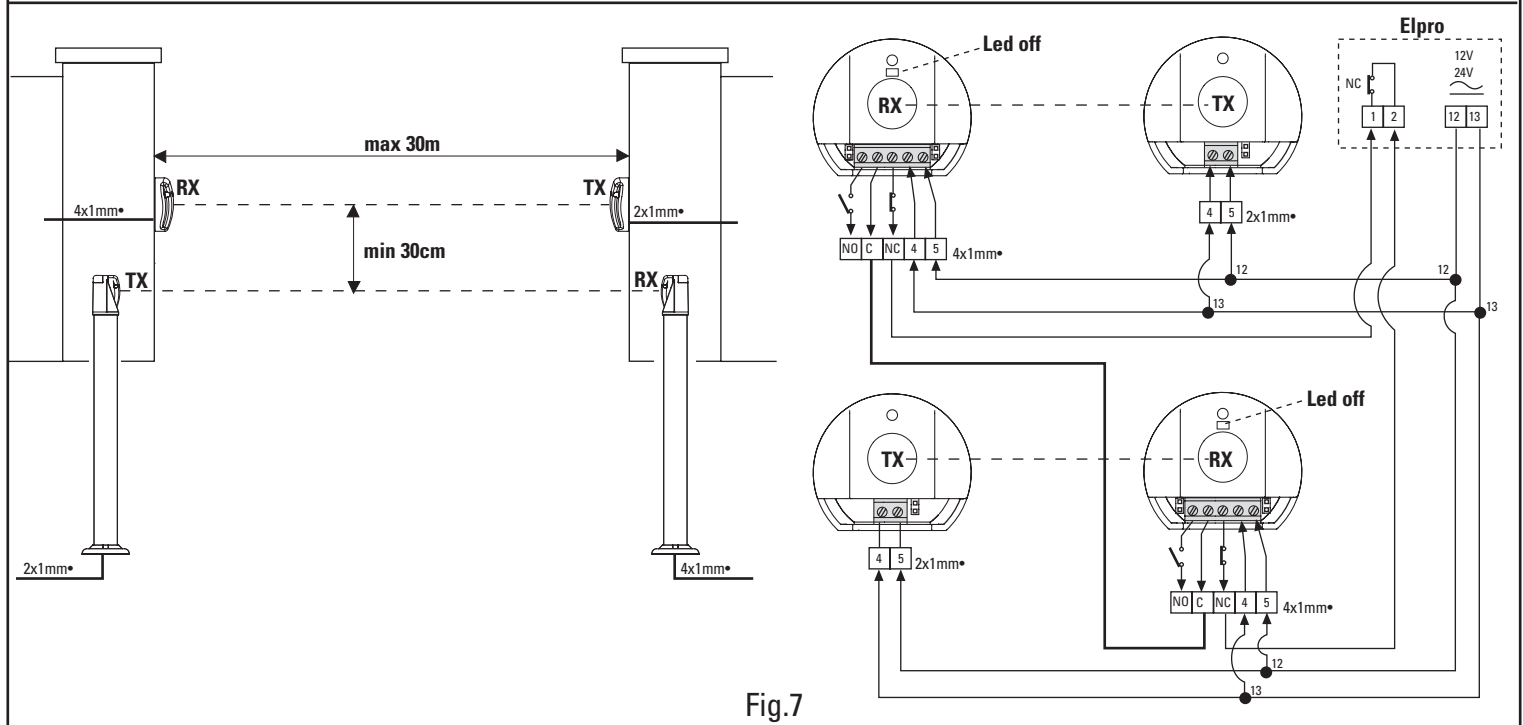 max 30m
RX
TX
4x1mm•
2x1mm•
min 30cm
TX
RX
2x1mm•
4x1mm•
Led off
RX
TX
4 5 2x1mm•
NO C NC 4 5 4x1mm•
12
13
Elpro
12V
24V
NC
1 2
12 13
12
13
Led off
TX
RX
4 5 2x1mm•
NO C NC 4 5 4x1mm•
12
13
Fig.7